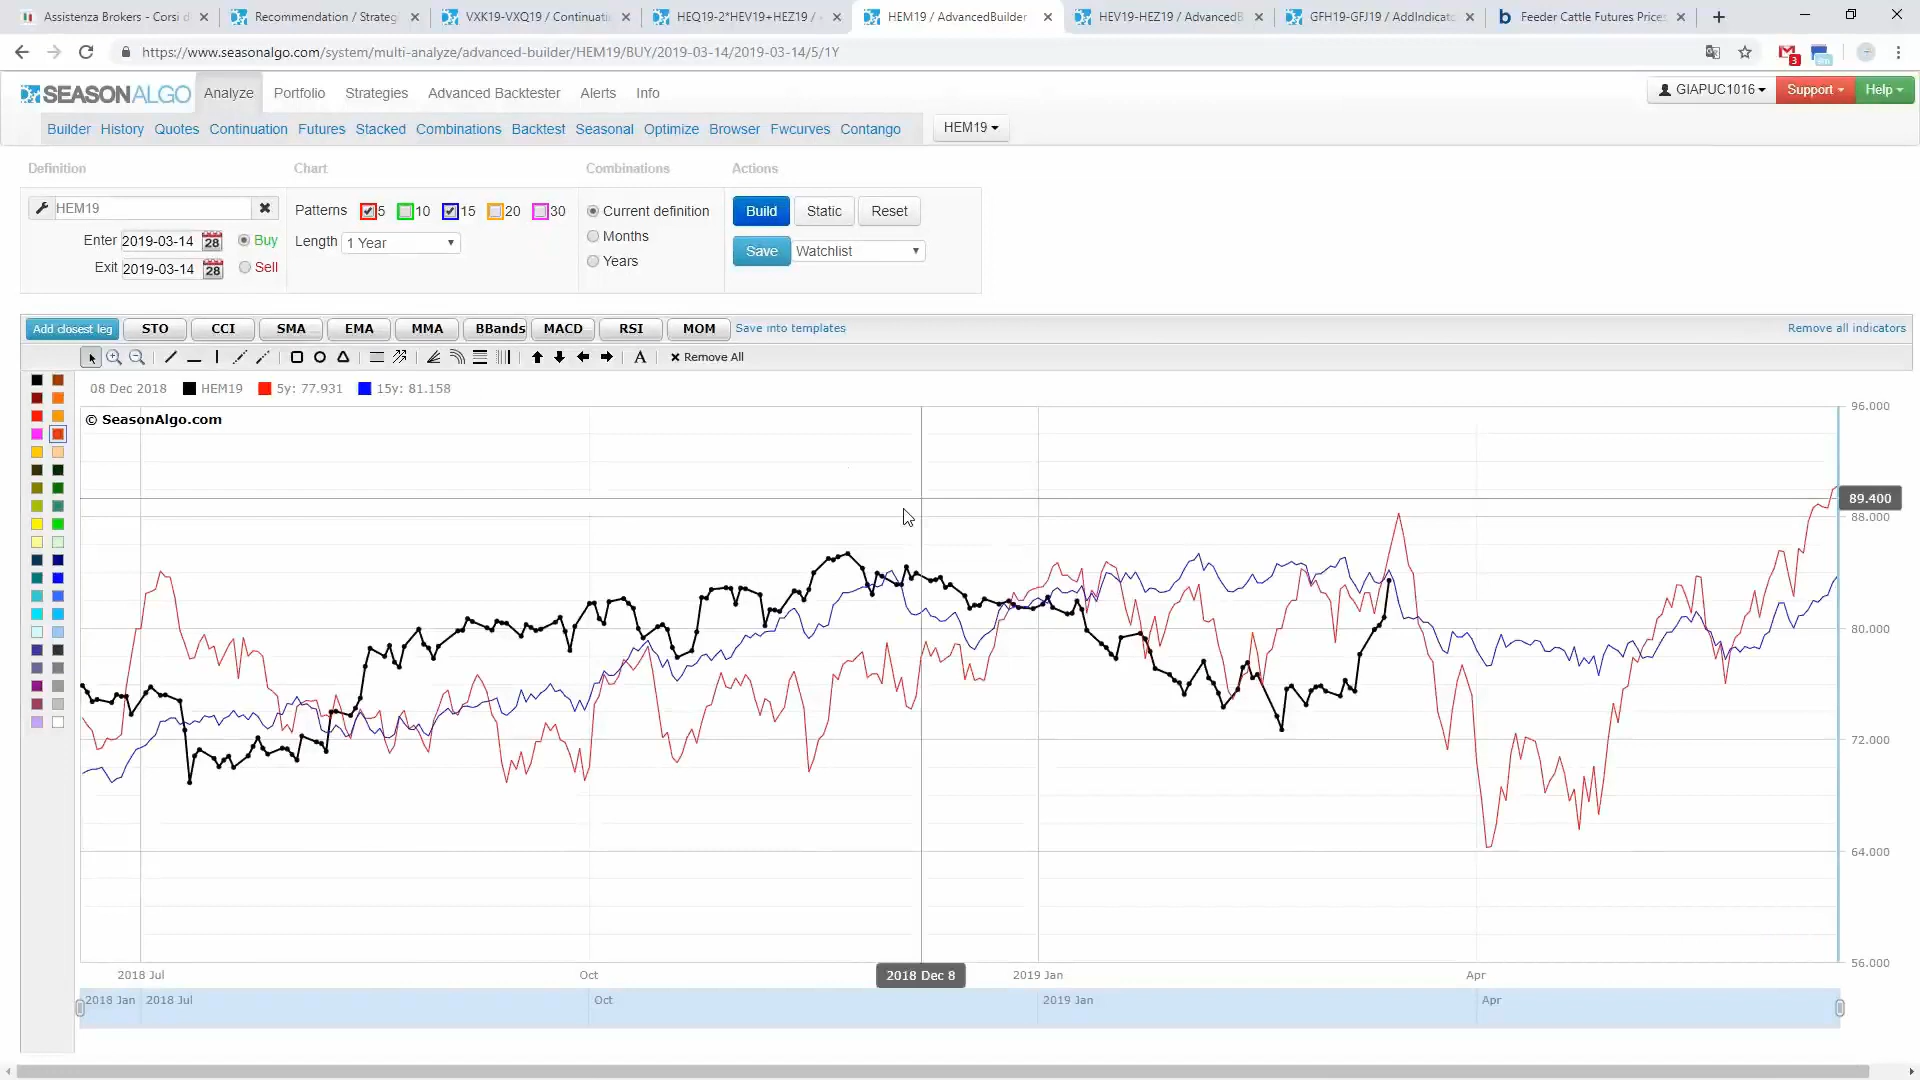 Assistenza Brokers - Corsi d
Recommendation / Strateg
VXK19-VXQ19 / Continuati
HEQ19-2*HEV19+HEZ19 /
HEM19 / AdvancedBuilder
HEV19-HEZ19 / AdvancedB
GFH19-GFJ19 / AddIndicato
Feeder Cattle Futures Prices
https://www.seasonalgo.com/system/multi-analyze/advanced-builder/HEM19/BUY/2019-03-14/2019-03-14/5/1Y
3
SEASONALGO
Analyze Portfolio Strategies Advanced Backtester Alerts Info
GIAPUC1016 Support Help
Builder History Quotes Continuation Futures Stacked Combinations Backtest Seasonal Optimize Browser Fwcurves Contango HEM19
Definition Chart Combinations Actions
HEM19 Patterns 5 10 15 20 30 Current definition Build Static Reset
Enter 2019-03-14 28 Buy Length 1 Year Months Save Watchlist
Exit 2019-03-14 28 Sell Years
Add closest leg STO CCI SMA EMA MMA BBands MACD RSI MOM Save into templates Remove all indicators
A Remove All
08 Dec 2018 HEM19 5y: 77.931 15y: 81.158
© SeasonAlgo.com
96.000
89.400
88.000
80.000
72.000
64.000
56.000
2018 Jul Oct 2018 Dec 8 2019 Jan Apr
2018 Jan 2018 Jul Oct 2019 Jan Apr